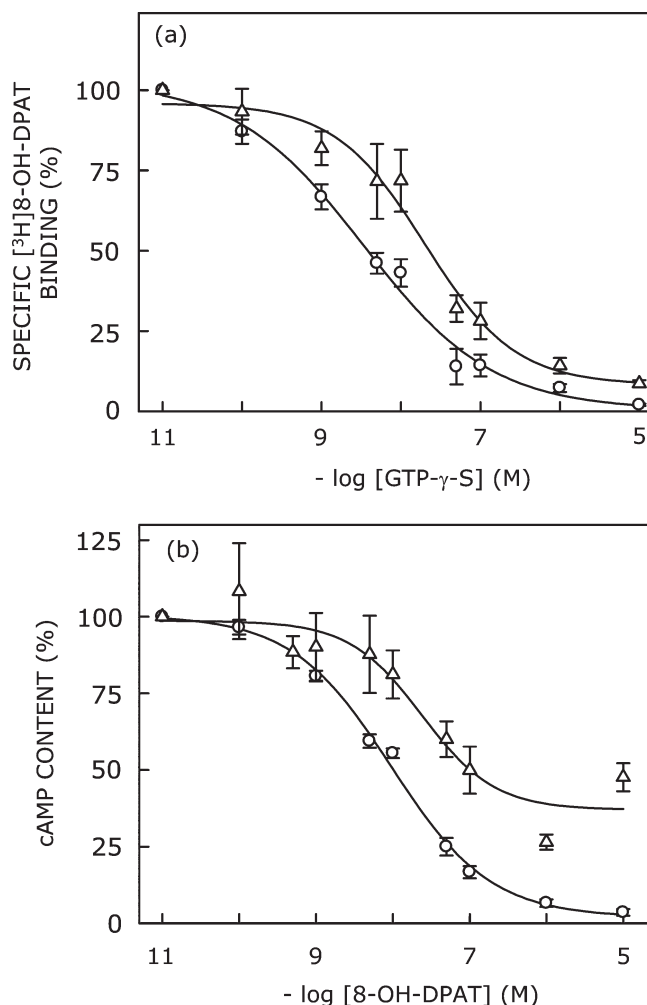 (a)
SPECIFIC [³H]8-OH-DPAT
BINDING (%)
100
75
50
25
0
11
9
7
5
- log [GTP-γ-S] (M)
(b)
cAMP CONTENT (%)
125
100
75
50
25
0
11
9
7
5
- log [8-OH-DPAT] (M)